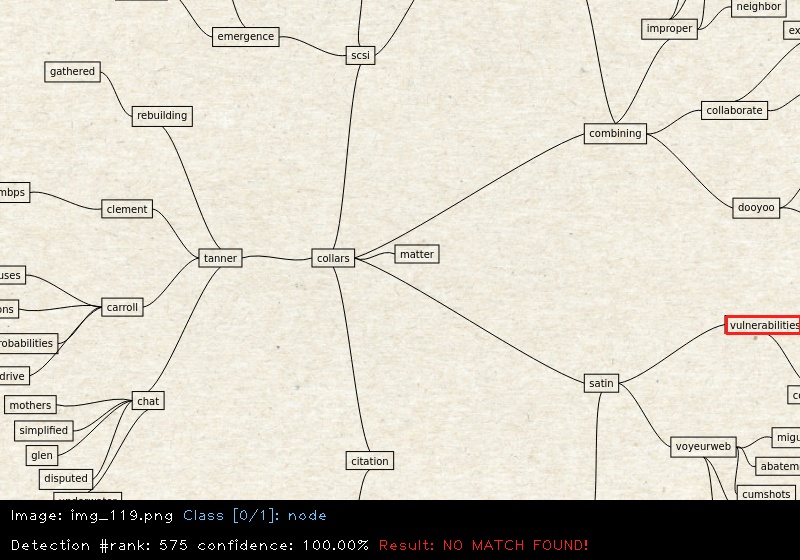 neighbor
improper
ex
emergence
scsi
gathered
collaborate
rebuilding
combining
mbps
clement
dooyoo
matter
tanner
collars
uses
carroll
ons
vulnerabilities
robabilities
drive
satin
co
chat
mothers
simplified
migu
voyeurweb
glen
citation
abatem
disputed
cumshots
Image: img_119.png Class [0/1]: node
Detection #rank: 575 confidence: 100.00% Result: NO MATCH FOUND!